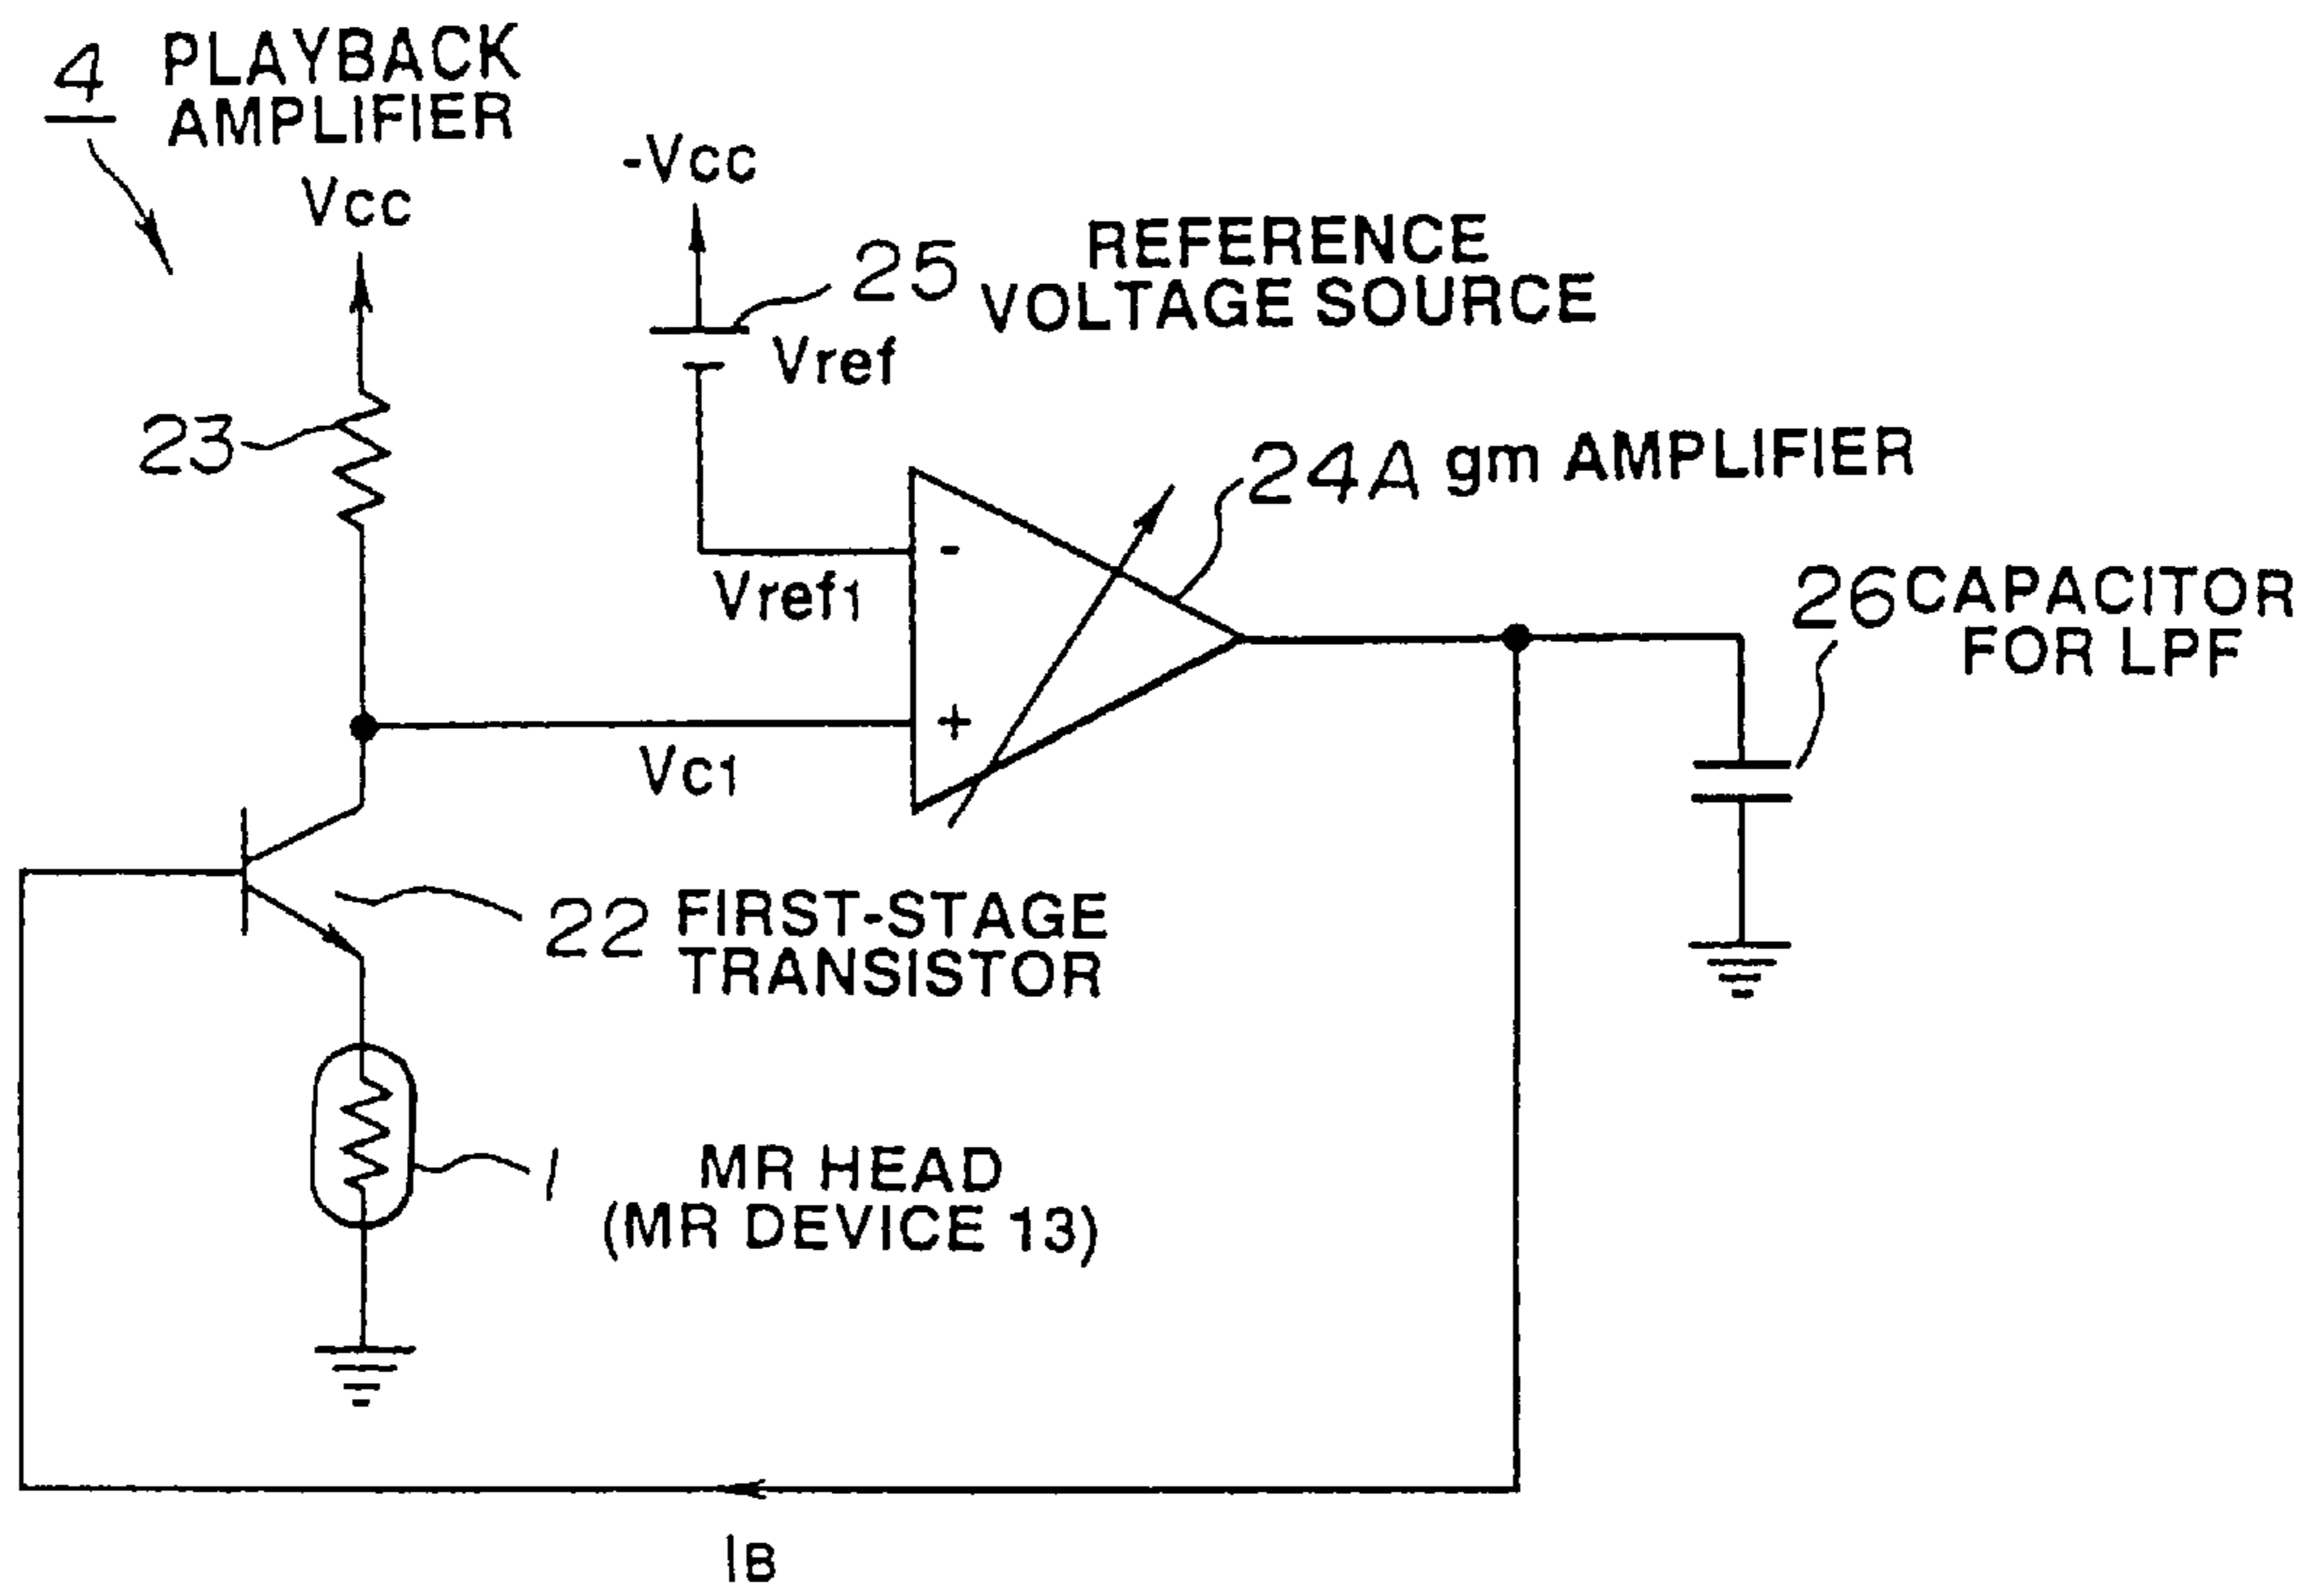 4 PLAYBACK
AMPLIFIER
Vcc
-Vcc
25 REFERENCE
VOLTAGE SOURCE
Vref
23
24A gm AMPLIFIER
-
Vref1
26 CAPACITOR
FOR LPF
+
Vc1
22 FIRST-STAGE
TRANSISTOR
1 MR HEAD
(MR DEVICE 13)
IB